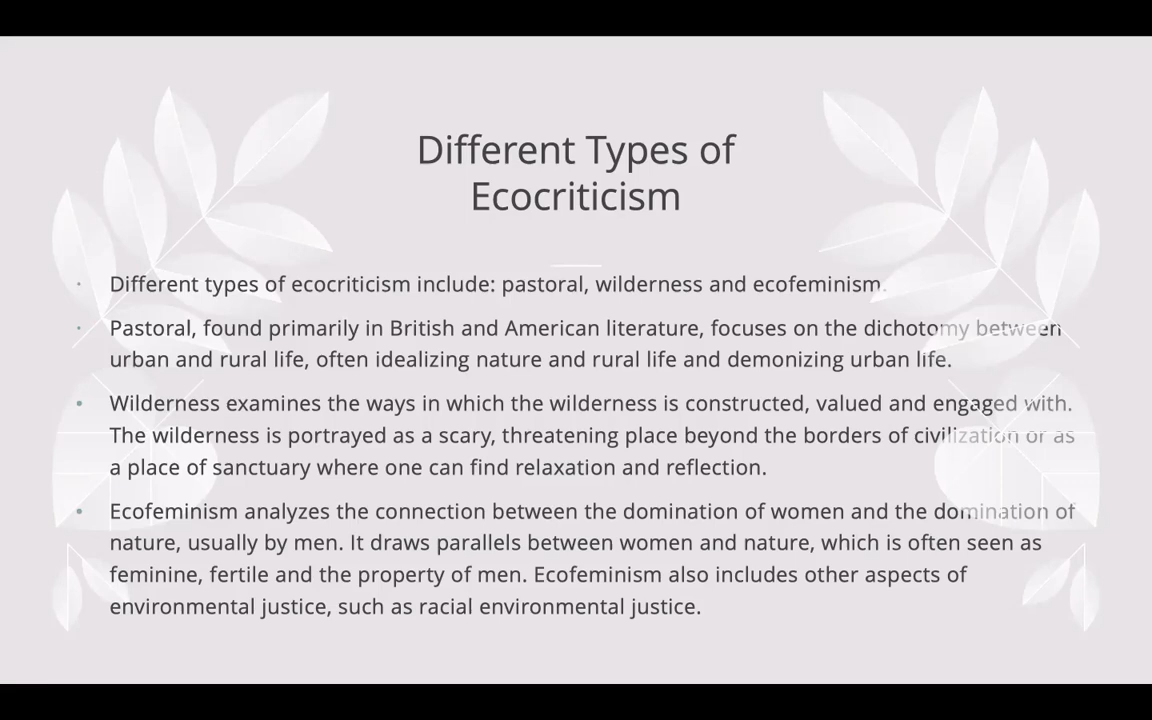 Different Types of
Ecocriticism
· Different types of ecocriticism include: pastoral, wilderness and ecofeminism.
· Pastoral, found primarily in British and American literature, focuses on the dichotomy between
urban and rural life, often idealizing nature and rural life and demonizing urban life.
• Wilderness examines the ways in which the wilderness is constructed, valued and engaged with.
The wilderness is portrayed as a scary, threatening place beyond the borders of civilization or as
a place of sanctuary where one can find relaxation and reflection.
• Ecofeminism analyzes the connection between the domination of women and the domination of
nature, usually by men. It draws parallels between women and nature, which is often seen as
feminine, fertile and the property of men. Ecofeminism also includes other aspects of
environmental justice, such as racial environmental justice.